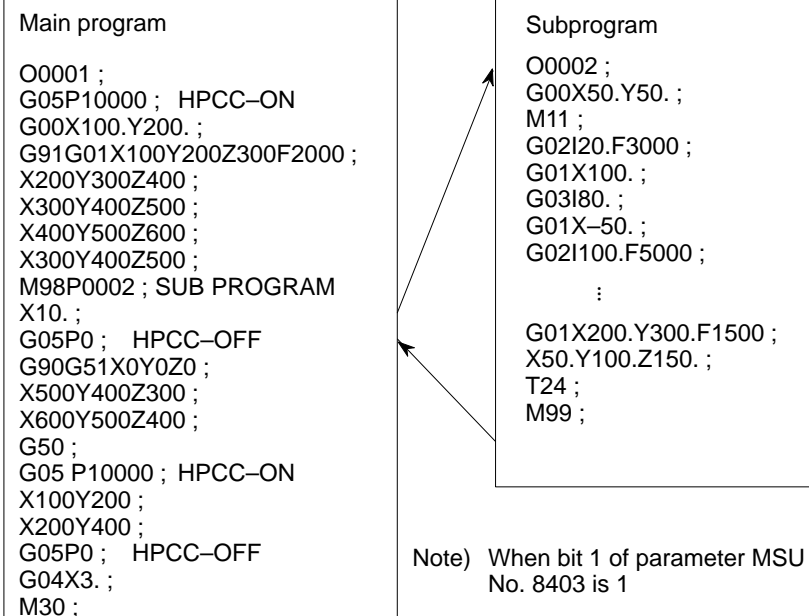 Main program
O0001 ;
G05P10000 ; HPCC–ON
G00X100.Y200. ;
G91G01X100Y200Z300F2000 ;
X200Y300Z400 ;
X300Y400Z500 ;
X400Y500Z600 ;
X300Y400Z500 ;
M98P0002 ; SUB PROGRAM
X10. ;
G05P0 ; HPCC–OFF
G90G51X0Y0Z0 ;
X500Y400Z300 ;
X600Y500Z400 ;
G50 ;
G05 P10000 ; HPCC–ON
X100Y200 ;
X200Y400 ;
G05P0 ; HPCC–OFF
G04X3. ;
M30 ;
Subprogram
O0002 ;
G00X50.Y50. ;
M11 ;
G02I20.F3000 ;
G01X100. ;
G03I80. ;
G01X–50. ;
G02I100.F5000 ;
⋮
G01X200.Y300.F1500 ;
X50.Y100.Z150. ;
T24 ;
M99 ;
Note) When bit 1 of parameter MSU
No. 8403 is 1